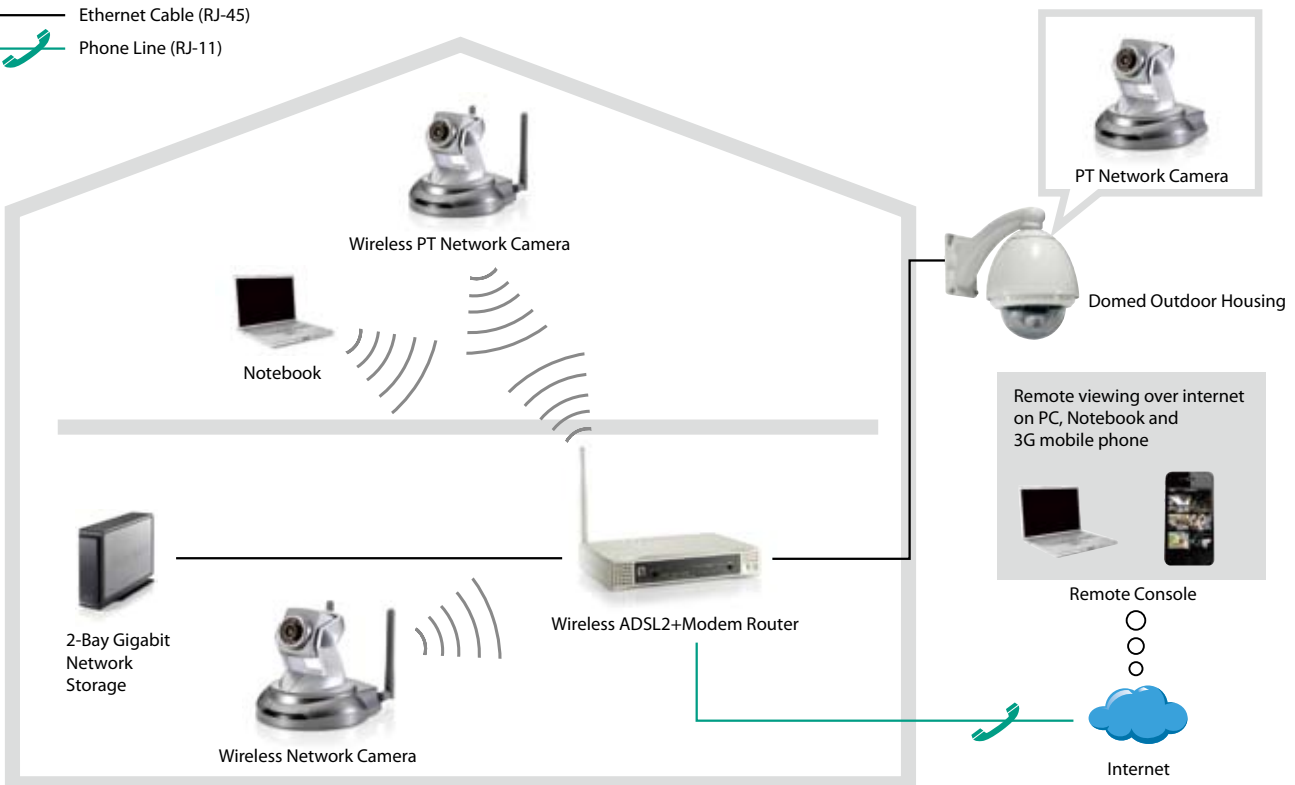 Ethernet Cable (RJ-45)
Phone Line (RJ-11)
PT Network Camera
Wireless PT Network Camera
Domed Outdoor Housing
Notebook
Remote viewing over internet
on PC, Notebook and
3G mobile phone
Remote Console
Wireless ADSL2+Modem Router
2-Bay Gigabit
Network
Storage
Wireless Network Camera
Internet